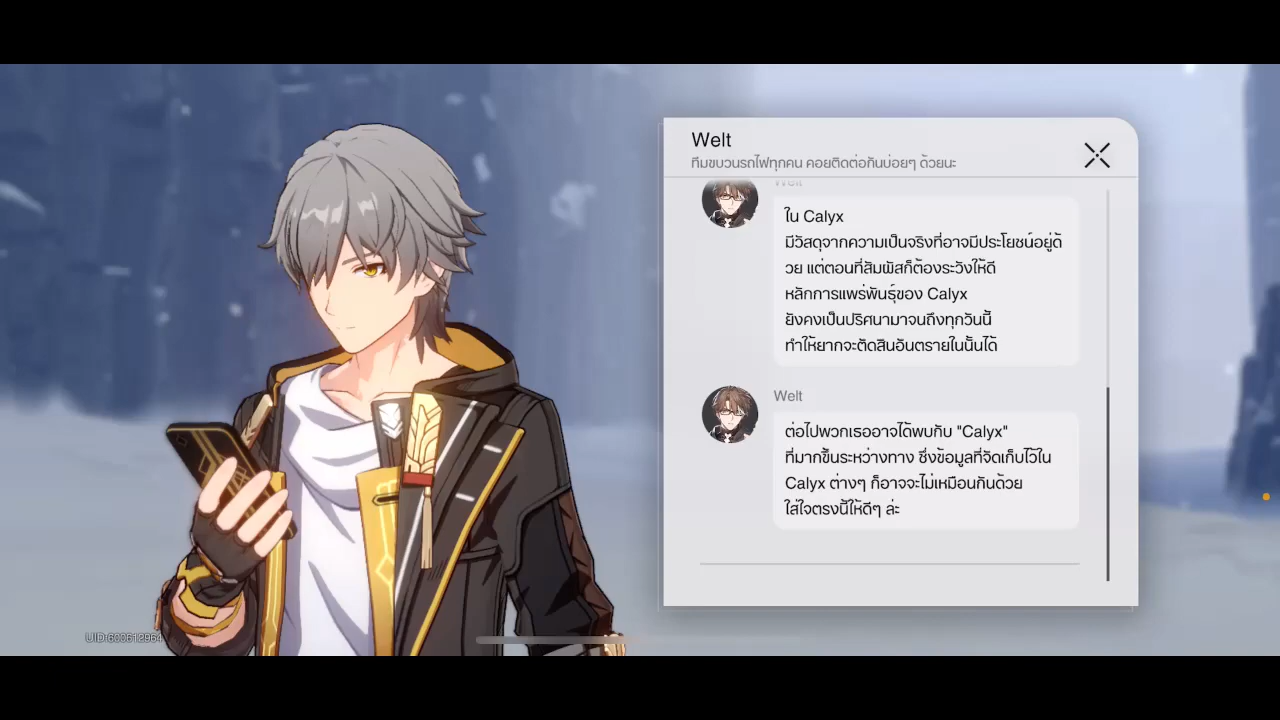 Welt
ทีมขบวนรถไฟทุกคน คอยติดต่อกันบ่อยๆ ด้วยนะ
Welt
ใน Calyx
มีวัสดุจากความเป็นจริงที่อาจมีประโยชน์อยู่ด้
วย แต่ตอนที่สัมผัสก็ต้องระวังให้ดี
หลักการแพร่พันธุ์ของ Calyx
ยังคงเป็นปริศนามาจนถึงทุกวันนี้
ทำให้ยากจะตัดสินอันตรายในนั้นได้
Welt
ต่อไปพวกเธออาจได้พบกับ "Calyx"
ที่มากขึ้นระหว่างทาง ซึ่งข้อมูลที่จัดเก็บไว้ใน
Calyx ต่างๆ ก็อาจจะไม่เหมือนกันด้วย
ใส่ใจตรงนี้ให้ดีๆ ล่ะ